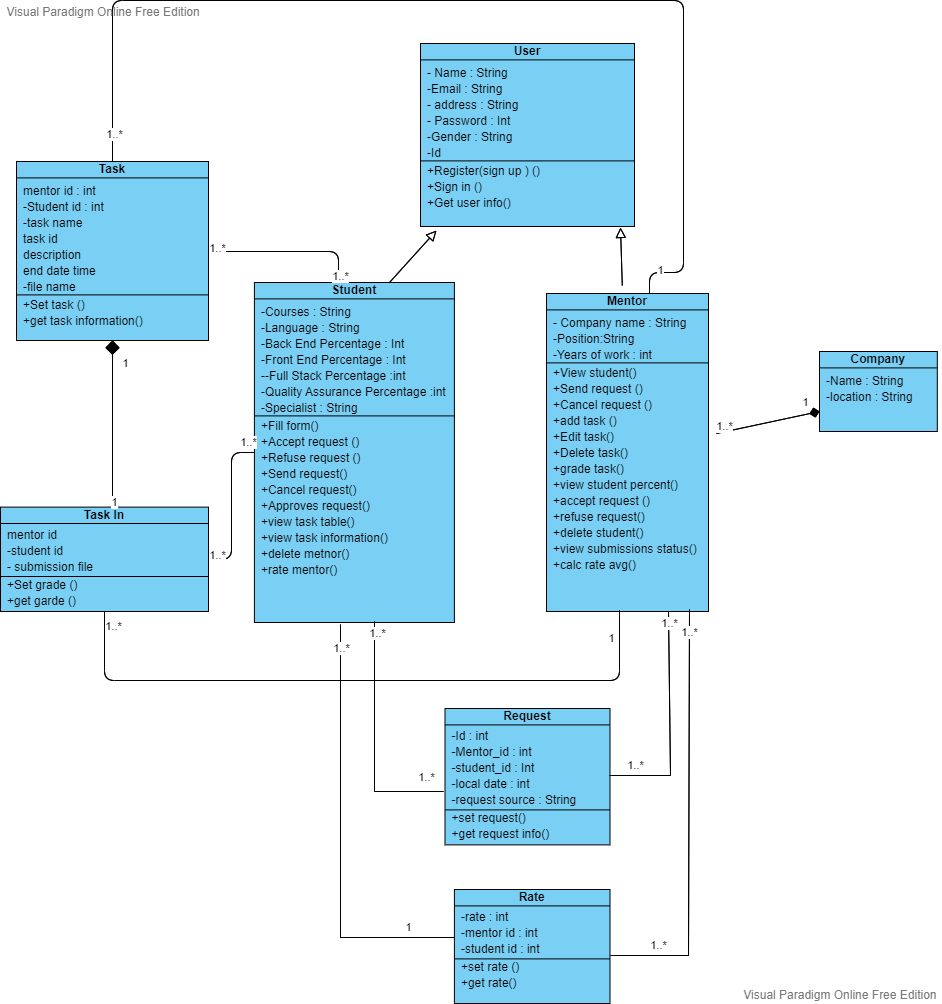 Visual Paradigm Online Free Edition
User
- Name : String
-Email : String
- address : String
- Password : Int
-Gender : String
-Id
+Register(sign up ) ()
+Sign in ()
+Get user info()
1..*
Task
mentor id : int
-Student id : int
-task name
task id
description
end date time
-file name
+Set task ()
+get task information()
1..*
1..*
1
1
Student
-Courses : String
-Language : String
-Back End Percentage : Int
-Front End Percentage : Int
--Full Stack Percentage :int
-Quality Assurance Percentage :int
-Specialist : String
+Fill form()
+Accept request ()
+Refuse request ()
+Send request()
+Cancel request()
+Approves request()
+view task table()
+view task information()
+delete metnor()
+rate mentor()
1
Mentor
- Company name : String
-Position:String
-Years of work : int
+View student()
+Send request ()
+Cancel request ()
+add task ()
+Edit task()
+Delete task()
+grade task()
+view student percent()
+accept request ()
+refuse request()
+delete student()
+view submissions status()
+calc rate avg()
Company
-Name : String
-location : String
1
1..*
1..*
1..*
Task In
mentor id
-student id
- submission file
+Set grade ()
+get garde ()
1..*
1
1..*
1..*
1..*
1..*
Request
-Id : int
-Mentor_id : int
-student_id : Int
-local date : int
-request source : String
+set request()
+get request info()
1..*
1..*
Rate
-rate : int
-mentor id : int
-student id : int
+set rate ()
+get rate()
1
1..*
Visual Paradigm Online Free Edition